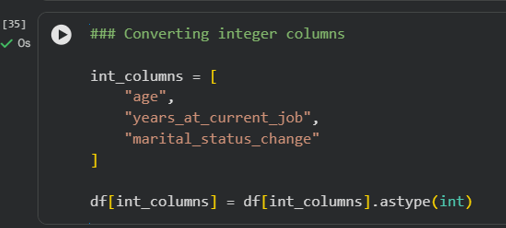 [35]
0s
### Converting integer columns
int_columns = [
    "age",
    "years_at_current_job",
    "marital_status_change"
]
df[int_columns] = df[int_columns].astype(int)